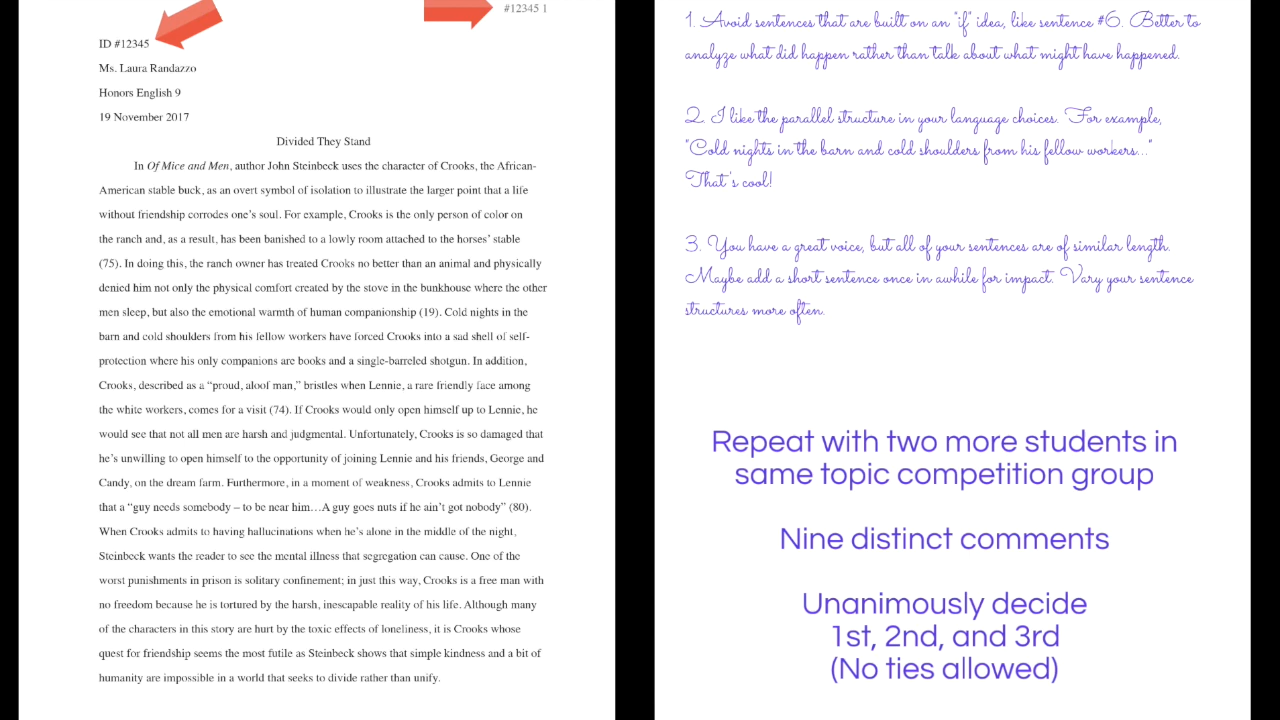 #12345 1
ID #12345
Ms. Laura Randazzo
Honors English 9
19 November 2017
Divided They Stand
In Of Mice and Men, author John Steinbeck uses the character of Crooks, the African-
American stable buck, as an overt symbol of isolation to illustrate the larger point that a life
without friendship corrodes one’s soul. For example, Crooks is the only person of color on
the ranch and, as a result, has been banished to a lowly room attached to the horses’ stable
(75). In doing this, the ranch owner has treated Crooks no better than an animal and physically
denied him not only the physical comfort created by the stove in the bunkhouse where the other
men sleep, but also the emotional warmth of human companionship (19). Cold nights in the
barn and cold shoulders from his fellow workers have forced Crooks into a sad shell of self-
protection where his only companions are books and a single-barreled shotgun. In addition,
Crooks, described as a “proud, aloof man,” bristles when Lennie, a rare friendly face among
the white workers, comes for a visit (74). If Crooks would only open himself up to Lennie, he
would see that not all men are harsh and judgmental. Unfortunately, Crooks is so damaged that
he’s unwilling to open himself to the opportunity of joining Lennie and his friends, George and
Candy, on the dream farm. Furthermore, in a moment of weakness, Crooks admits to Lennie
that a “guy needs somebody – to be near him…A guy goes nuts if he ain’t got nobody” (80).
When Crooks admits to having hallucinations when he’s alone in the middle of the night,
Steinbeck wants the reader to see the mental illness that segregation can cause. One of the
worst punishments in prison is solitary confinement; in just this way, Crooks is a free man with
no freedom because he is tortured by the harsh, inescapable reality of his life. Although many
of the characters in this story are hurt by the toxic effects of loneliness, it is Crooks whose
quest for friendship seems the most futile as Steinbeck shows that simple kindness and a bit of
humanity are impossible in a world that seeks to divide rather than unify.
1. Avoid sentences that are built on an "if" idea, like sentence #6. Better to
analyze what did happen rather than talk about what might have happened.
2. I like the parallel structure in your language choices. For example,
"Cold nights in the barn and cold shoulders from his fellow workers..."
That's cool!
3. You have a great voice, but all of your sentences are of similar length.
Maybe add a short sentence once in awhile for impact. Vary your sentence
structures more often.
Repeat with two more students in
same topic competition group
Nine distinct comments
Unanimously decide
1st, 2nd, and 3rd
(No ties allowed)